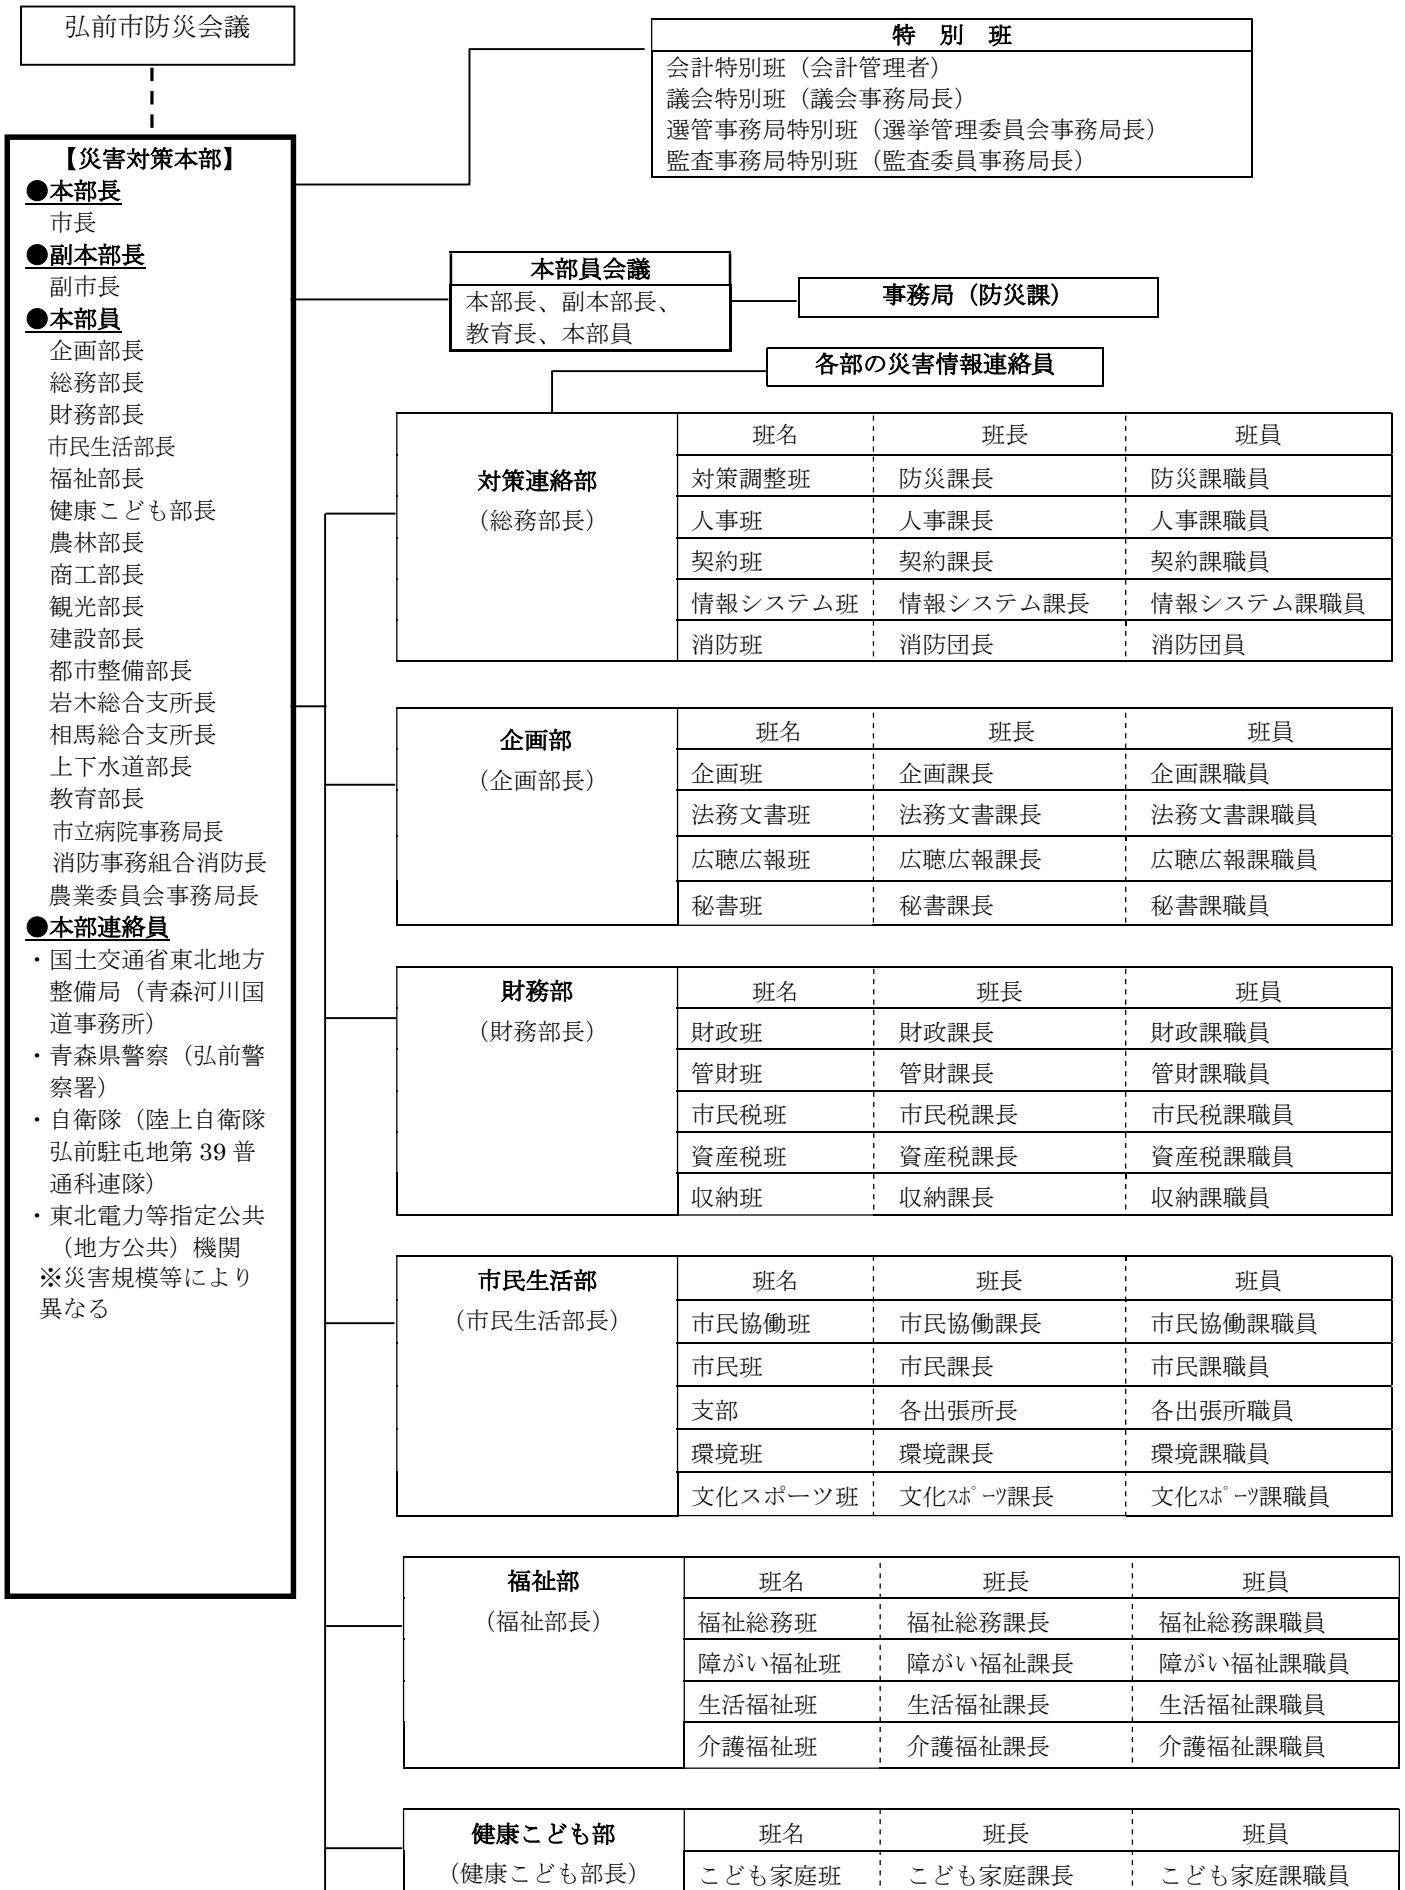 弘前市防災会議
特 別 班
会計特別班（会計管理者）
議会特別班（議会事務局長）
選管事務局特別班（選挙管理委員会事務局長）
監査事務局特別班（監査委員事務局長）
【災害対策本部】
●本部長
市長
●副本部長
副市長
●本部員
企画部長
総務部長
財務部長
市民生活部長
福祉部長
健康こども部長
農林部長
商工部長
観光部長
建設部長
都市整備部長
岩木総合支所長
相馬総合支所長
上下水道部長
教育部長
市立病院事務局長
消防事務組合消防長
農業委員会事務局長
●本部連絡員
・国土交通省東北地方
整備局（青森河川国
道事務所）
・青森県警察（弘前警
察署）
・自衛隊（陸上自衛隊
弘前駐屯地第 39 普
通科連隊）
・東北電力等指定公共
（地方公共）機関
※災害規模等により
異なる
本部員会議
本部長、副本部長、
教育長、本部員
事務局（防災課）
各部の災害情報連絡員
対策連絡部
（総務部長）
班名 班長 班員
対策調整班 防災課長 防災課職員
人事班 人事課長 人事課職員
契約班 契約課長 契約課職員
情報システム班 情報システム課長 情報システム課職員
消防班 消防団長 消防団員
企画部
（企画部長）
班名 班長 班員
企画班 企画課長 企画課職員
法務文書班 法務文書課長 法務文書課職員
広聴広報班 広聴広報課長 広聴広報課職員
秘書班 秘書課長 秘書課職員
財務部
（財務部長）
班名 班長 班員
財政班 財政課長 財政課職員
管財班 管財課長 管財課職員
市民税班 市民税課長 市民税課職員
資産税班 資産税課長 資産税課職員
収納班 収納課長 収納課職員
市民生活部
（市民生活部長）
班名 班長 班員
市民協働班 市民協働課長 市民協働課職員
市民班 市民課長 市民課職員
支部 各出張所長 各出張所職員
環境班 環境課長 環境課職員
文化スポーツ班 文化ｽﾎﾟｰﾂ課長 文化ｽﾎﾟｰﾂ課職員
福祉部
（福祉部長）
班名 班長 班員
福祉総務班 福祉総務課長 福祉総務課職員
障がい福祉班 障がい福祉課長 障がい福祉課職員
生活福祉班 生活福祉課長 生活福祉課職員
介護福祉班 介護福祉課長 介護福祉課職員
健康こども部
（健康こども部長）
班名 班長 班員
こども家庭班 こども家庭課長 こども家庭課職員